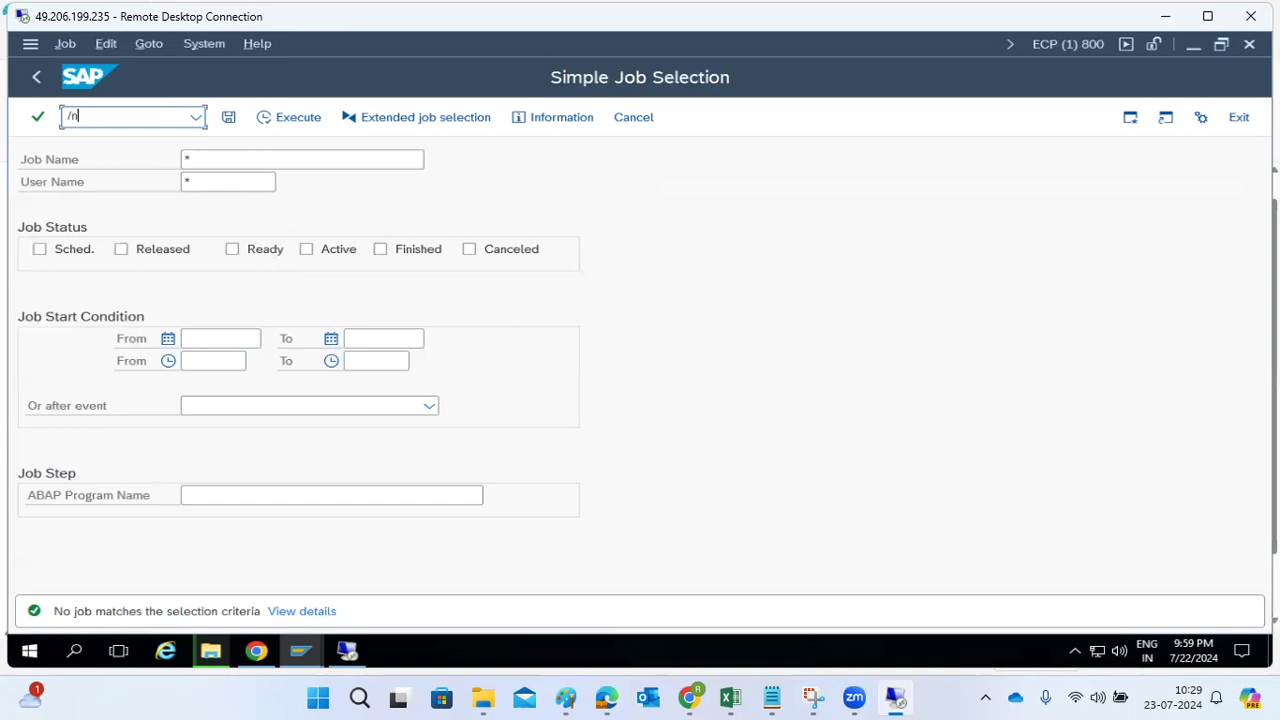 49.206.199.235 - Remote Desktop Connection
Job Edit Goto System Help ECP (1) 800
SAP Simple Job Selection
/n Execute Extended job selection Information Cancel Exit
Job Name *
User Name *
Job Status
Sched. Released Ready Active Finished Canceled
Job Start Condition
From To
From To
Or after event
Job Step
ABAP Program Name
No job matches the selection criteria View details
ENG 9:59 PM
IN 7/22/2024
1 R zm 10:29 PRE
23-07-2024